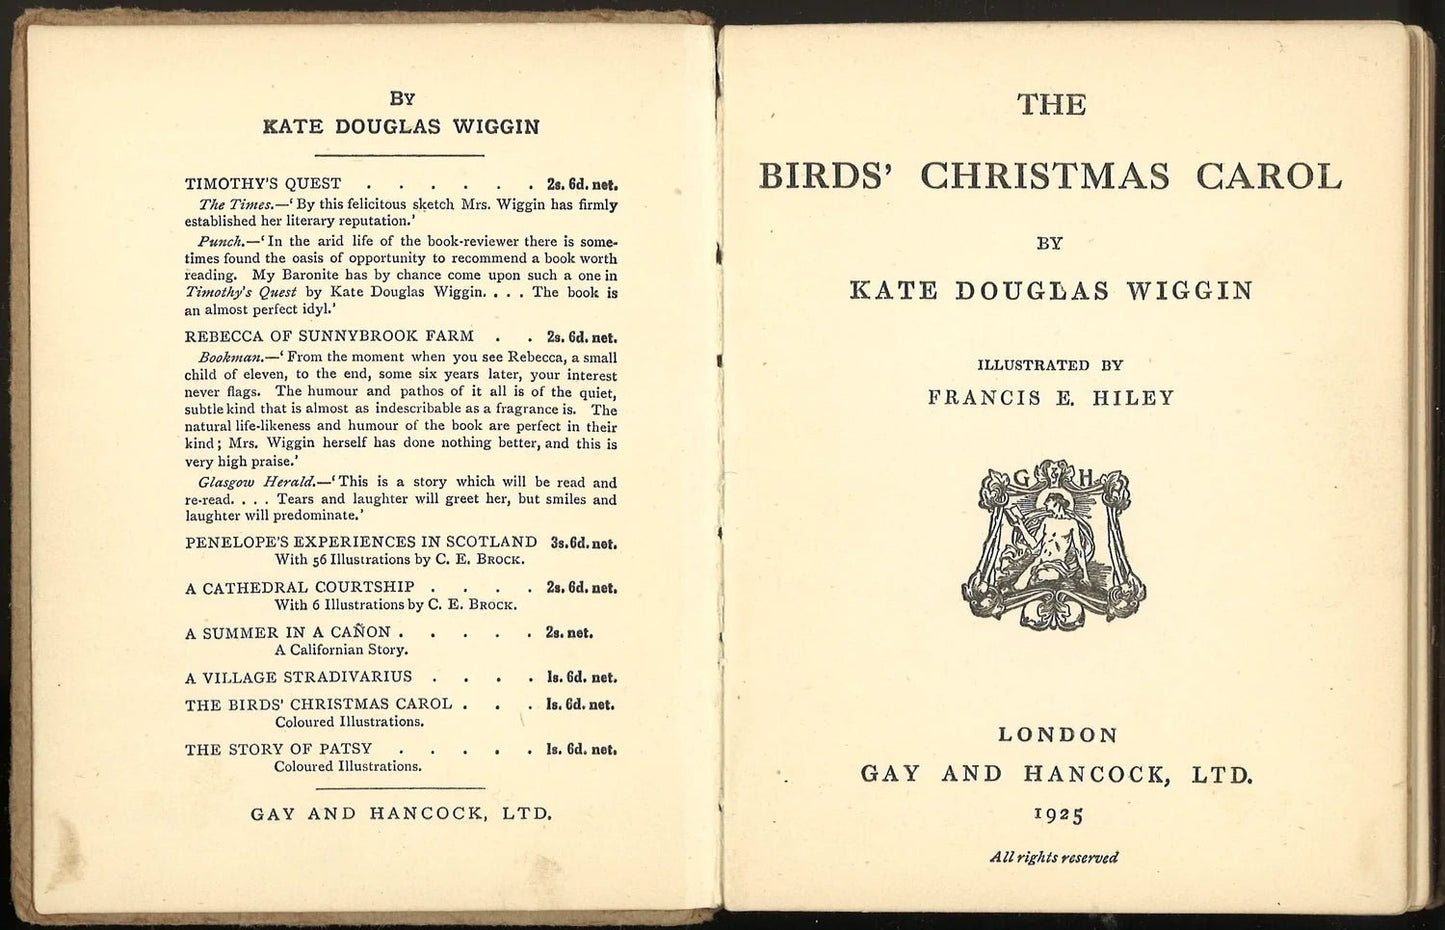 BY
KATE DOUGLAS WIGGIN
TIMOTHY'S QUEST . . . . . . 2s. 6d. net.
The Times.—‘By this felicitous sketch Mrs. Wiggin has firmly
established her literary reputation.’
Punch.—‘In the arid life of the book-reviewer there is some-
times found the oasis of opportunity to recommend a book worth
reading. My Baronite has by chance come upon such a one in
Timothy's Quest by Kate Douglas Wiggin. . . . The book is
an almost perfect idyl.’
REBECCA OF SUNNYBROOK FARM . . 2s. 6d. net.
Bookman.—‘From the moment when you see Rebecca, a small
child of eleven, to the end, some six years later, your interest
never flags. The humour and pathos of it all is of the quiet,
subtle kind that is almost as indescribable as a fragrance is. The
natural life-likeness and humour of the book are perfect in their
kind; Mrs. Wiggin herself has done nothing better, and this is
very high praise.’
Glasgow Herald.—‘This is a story which will be read and
re-read. . . . Tears and laughter will greet her, but smiles and
laughter will predominate.’
PENELOPE'S EXPERIENCES IN SCOTLAND 3s. 6d. net.
With 56 Illustrations by C. E. BROCK.
A CATHEDRAL COURTSHIP . . . . 2s. 6d. net.
With 6 Illustrations by C. E. BROCK.
A SUMMER IN A CAÑON . . . . . 2s. net.
A Californian Story.
A VILLAGE STRADIVARIUS . . . . 1s. 6d. net.
THE BIRDS' CHRISTMAS CAROL . . . 1s. 6d. net.
Coloured Illustrations.
THE STORY OF PATSY . . . . . 1s. 6d. net.
Coloured Illustrations.
GAY AND HANCOCK, LTD.
THE
BIRDS' CHRISTMAS CAROL
BY
KATE DOUGLAS WIGGIN
ILLUSTRATED BY
FRANCIS E. HILEY
G & H
LONDON
GAY AND HANCOCK, LTD.
1925
All rights reserved